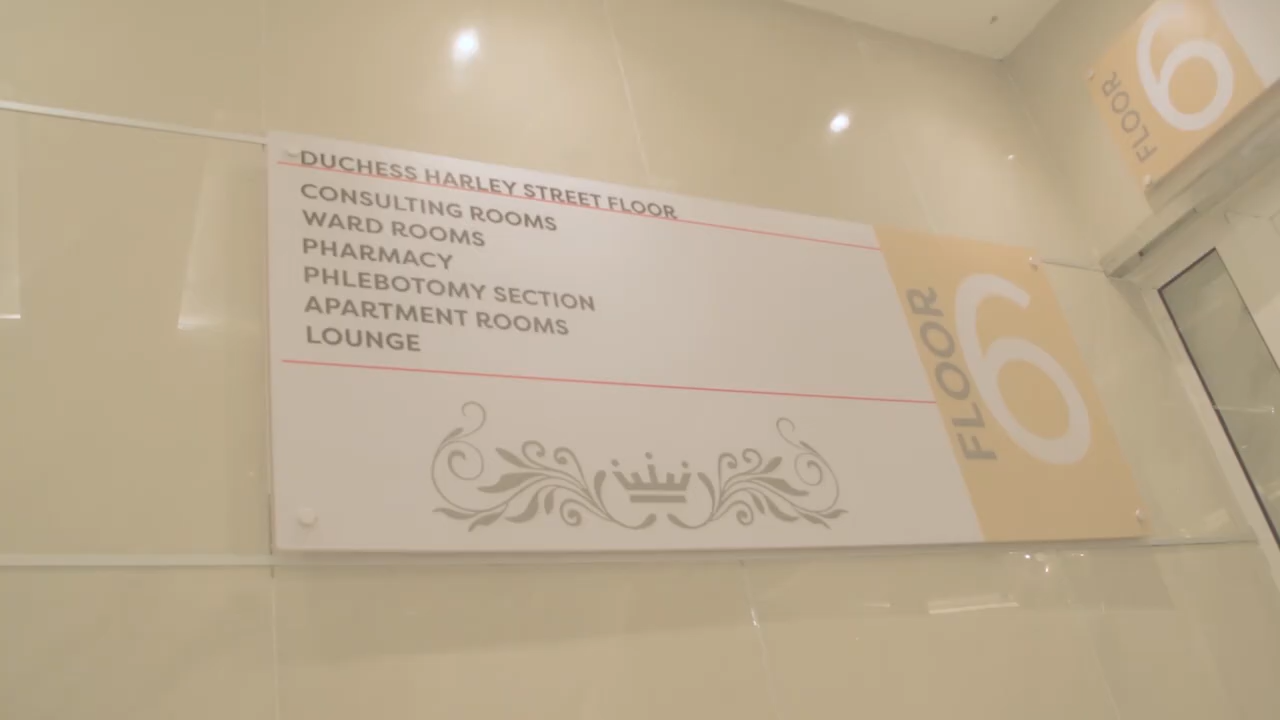 DUCHESS HARLEY STREET FLOOR
CONSULTING ROOMS
WARD ROOMS
PHARMACY
PHLEBOTOMY SECTION
APARTMENT ROOMS
LOUNGE
FLOOR 6
FLOOR 6